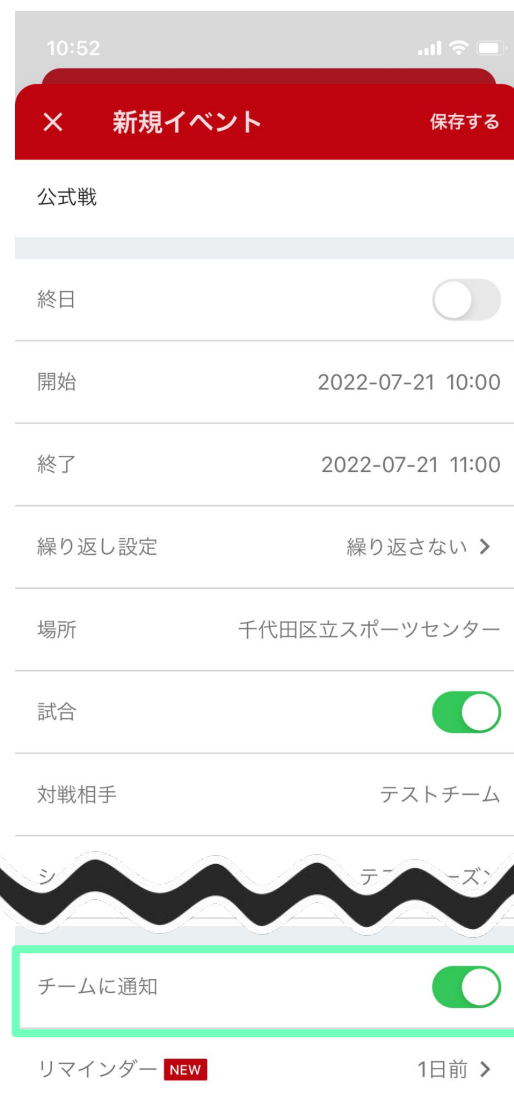 10:52
× 新規イベント 保存する
公式戦
終日
開始 2022-07-21 10:00
終了 2022-07-21 11:00
繰り返し設定 繰り返さない >
場所 千代田区立スポーツセンター
試合
対戦相手 テストチーム
チームに通知
リマインダー NEW 1日前 >